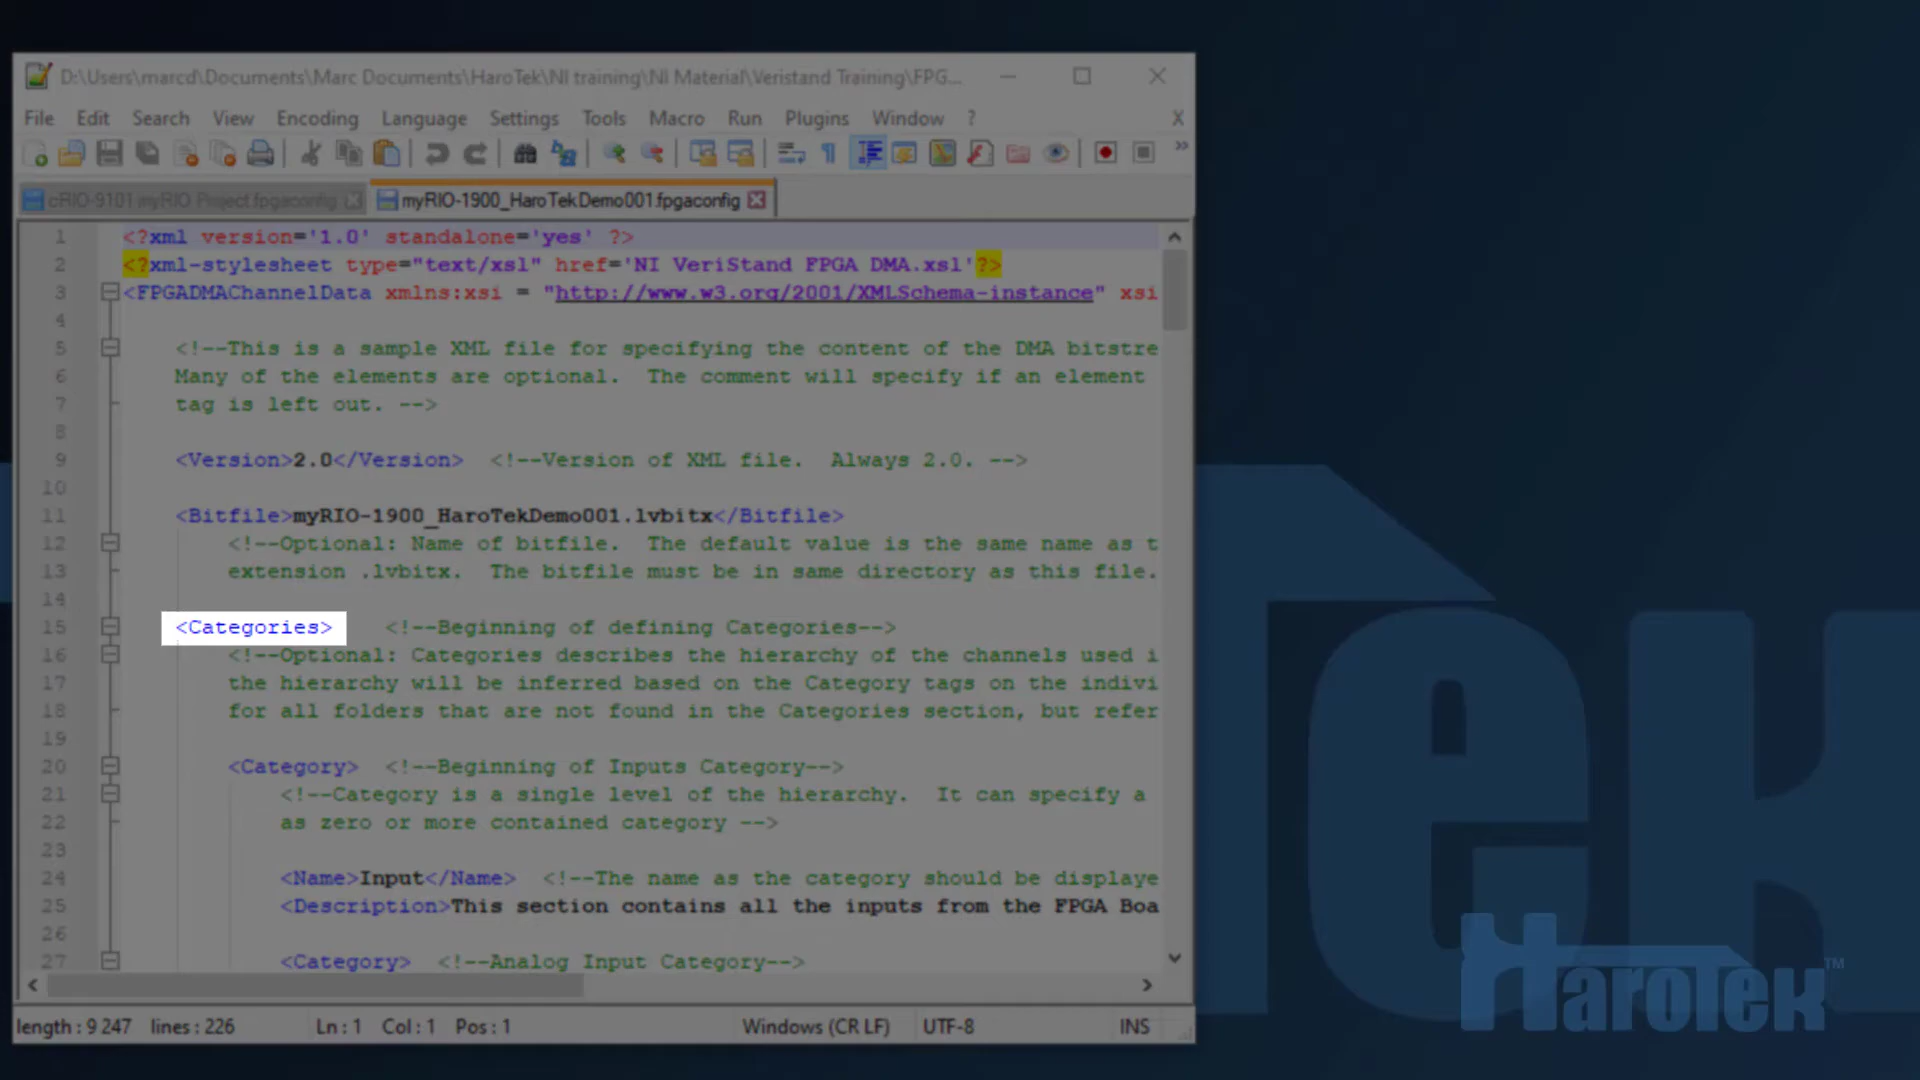 D:\Users\marcd\Documents\Marc Documents\HaroTek\NI training\NI Material\Veristand Training\FPG...
File Edit Search View Encoding Language Settings Tools Macro Run Plugins Window ? X
cRIO-9101 myRIO Project.fpgaconfig myRIO-1900_HaroTekDemo001.fpgaconfig
1 <?xml version='1.0' standalone='yes' ?>
2 <?xml-stylesheet type="text/xsl" href='NI VeriStand FPGA DMA.xsl'?>
3 <FPGADMAChannelData xmlns:xsi = "http://www.w3.org/2001/XMLSchema-instance" xsi
4
5 <!--This is a sample XML file for specifying the content of the DMA bitstre
6 Many of the elements are optional.  The comment will specify if an element
7 tag is left out. -->
8
9 <Version>2.0</Version>  <!--Version of XML file.  Always 2.0. -->
10
11 <Bitfile>myRIO-1900_HaroTekDemo001.lvbitx</Bitfile>
12 <!--Optional: Name of bitfile.  The default value is the same name as t
13 extension .lvbitx.  The bitfile must be in same directory as this file.
14
15 <Categories>    <!--Beginning of defining Categories-->
16 <!--Optional: Categories describes the hierarchy of the channels used i
17 the hierarchy will be inferred based on the Category tags on the indivi
18 for all folders that are not found in the Categories section, but refer
19
20 <Category>  <!--Beginning of Inputs Category-->
21 <!--Category is a single level of the hierarchy.  It can specify a
22 as zero or more contained category -->
23
24 <Name>Input</Name>  <!--The name as the category should be displaye
25 <Description>This section contains all the inputs from the FPGA Boa
26
27 <Category>  <!--Analog Input Category-->
length : 9 247 lines : 226 Ln : 1 Col : 1 Pos : 1 Windows (CR LF) UTF-8 INS
Tek
HaroTek™